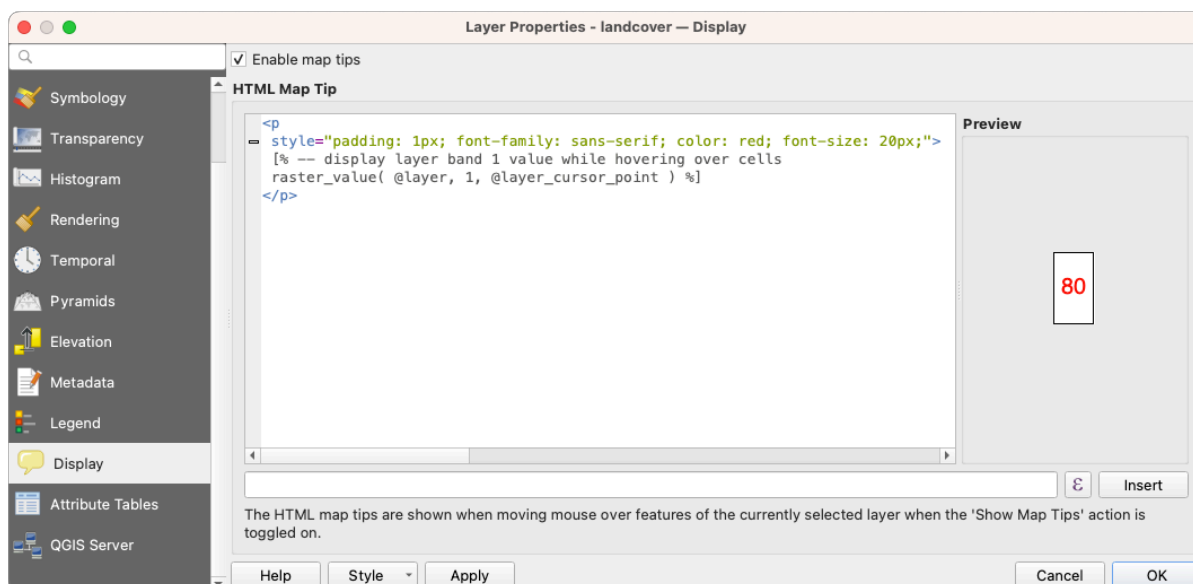 Layer Properties - landcover — Display
Symbology
Transparency
Histogram
Rendering
Temporal
Pyramids
Elevation
Metadata
Legend
Display
Attribute Tables
QGIS Server
Enable map tips
HTML Map Tip
<p
style="padding: 1px; font-family: sans-serif; color: red; font-size: 20px;">
[% -- display layer band 1 value while hovering over cells
raster_value( @layer, 1, @layer_cursor_point ) %]
</p>
Preview
80
ε Insert
The HTML map tips are shown when moving mouse over features of the currently selected layer when the 'Show Map Tips' action is
toggled on.
Help Style Apply Cancel OK